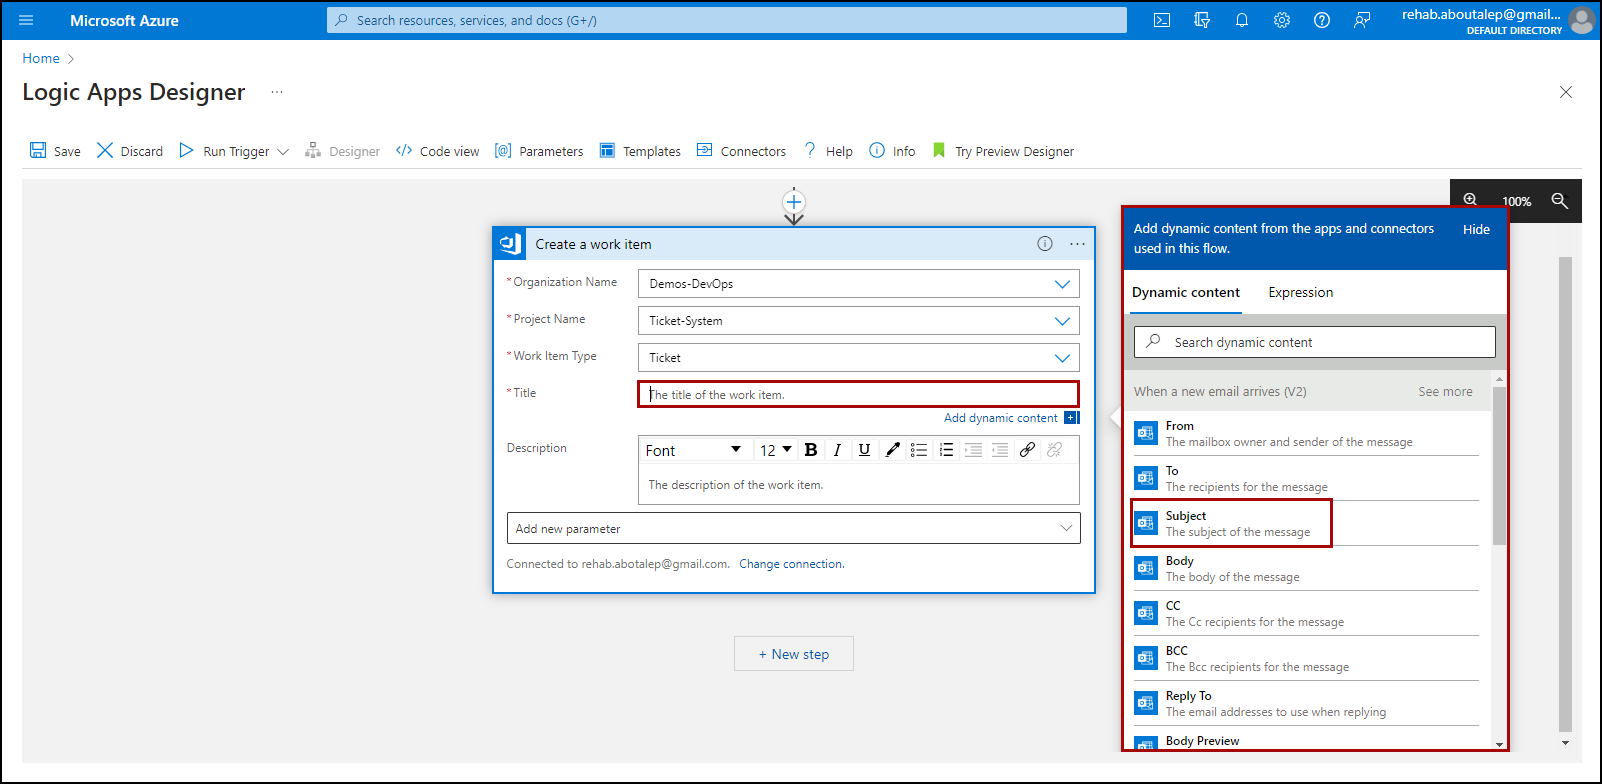 Microsoft Azure
Search resources, services, and docs (G+/)
rehab.aboutalep@gmail...
DEFAULT DIRECTORY
Home >
Logic Apps Designer ...
Save
Discard
Run Trigger
Designer
Code view
Parameters
Templates
Connectors
Help
Info
Try Preview Designer
100%
Create a work item
* Organization Name
Demos-DevOps
* Project Name
Ticket-System
* Work Item Type
Ticket
* Title
The title of the work item.
Add dynamic content
Description
Font
12
B I U
The description of the work item.
Add new parameter
Connected to rehab.abotalep@gmail.com. Change connection.
+ New step
Add dynamic content from the apps and connectors
used in this flow.
Hide
Dynamic content
Expression
Search dynamic content
When a new email arrives (V2)
See more
From
The mailbox owner and sender of the message
To
The recipients for the message
Subject
The subject of the message
Body
The body of the message
CC
The Cc recipients for the message
BCC
The Bcc recipients for the message
Reply To
The email addresses to use when replying
Body Preview